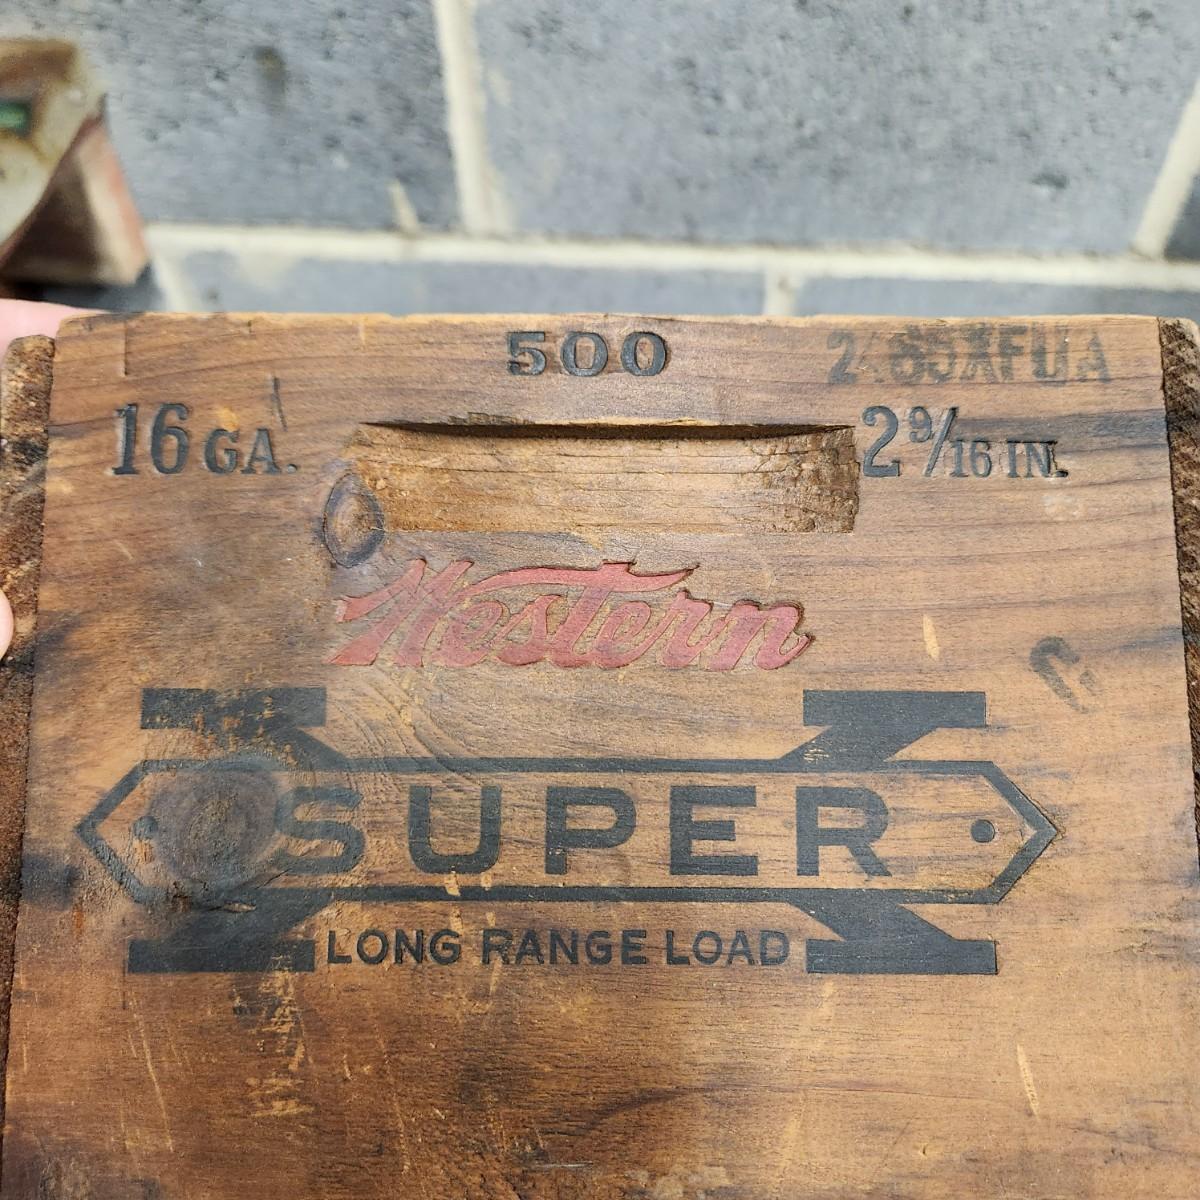 500
16 GA.
2 9/16 IN.
Western
SUPER
LONG RANGE LOAD
C